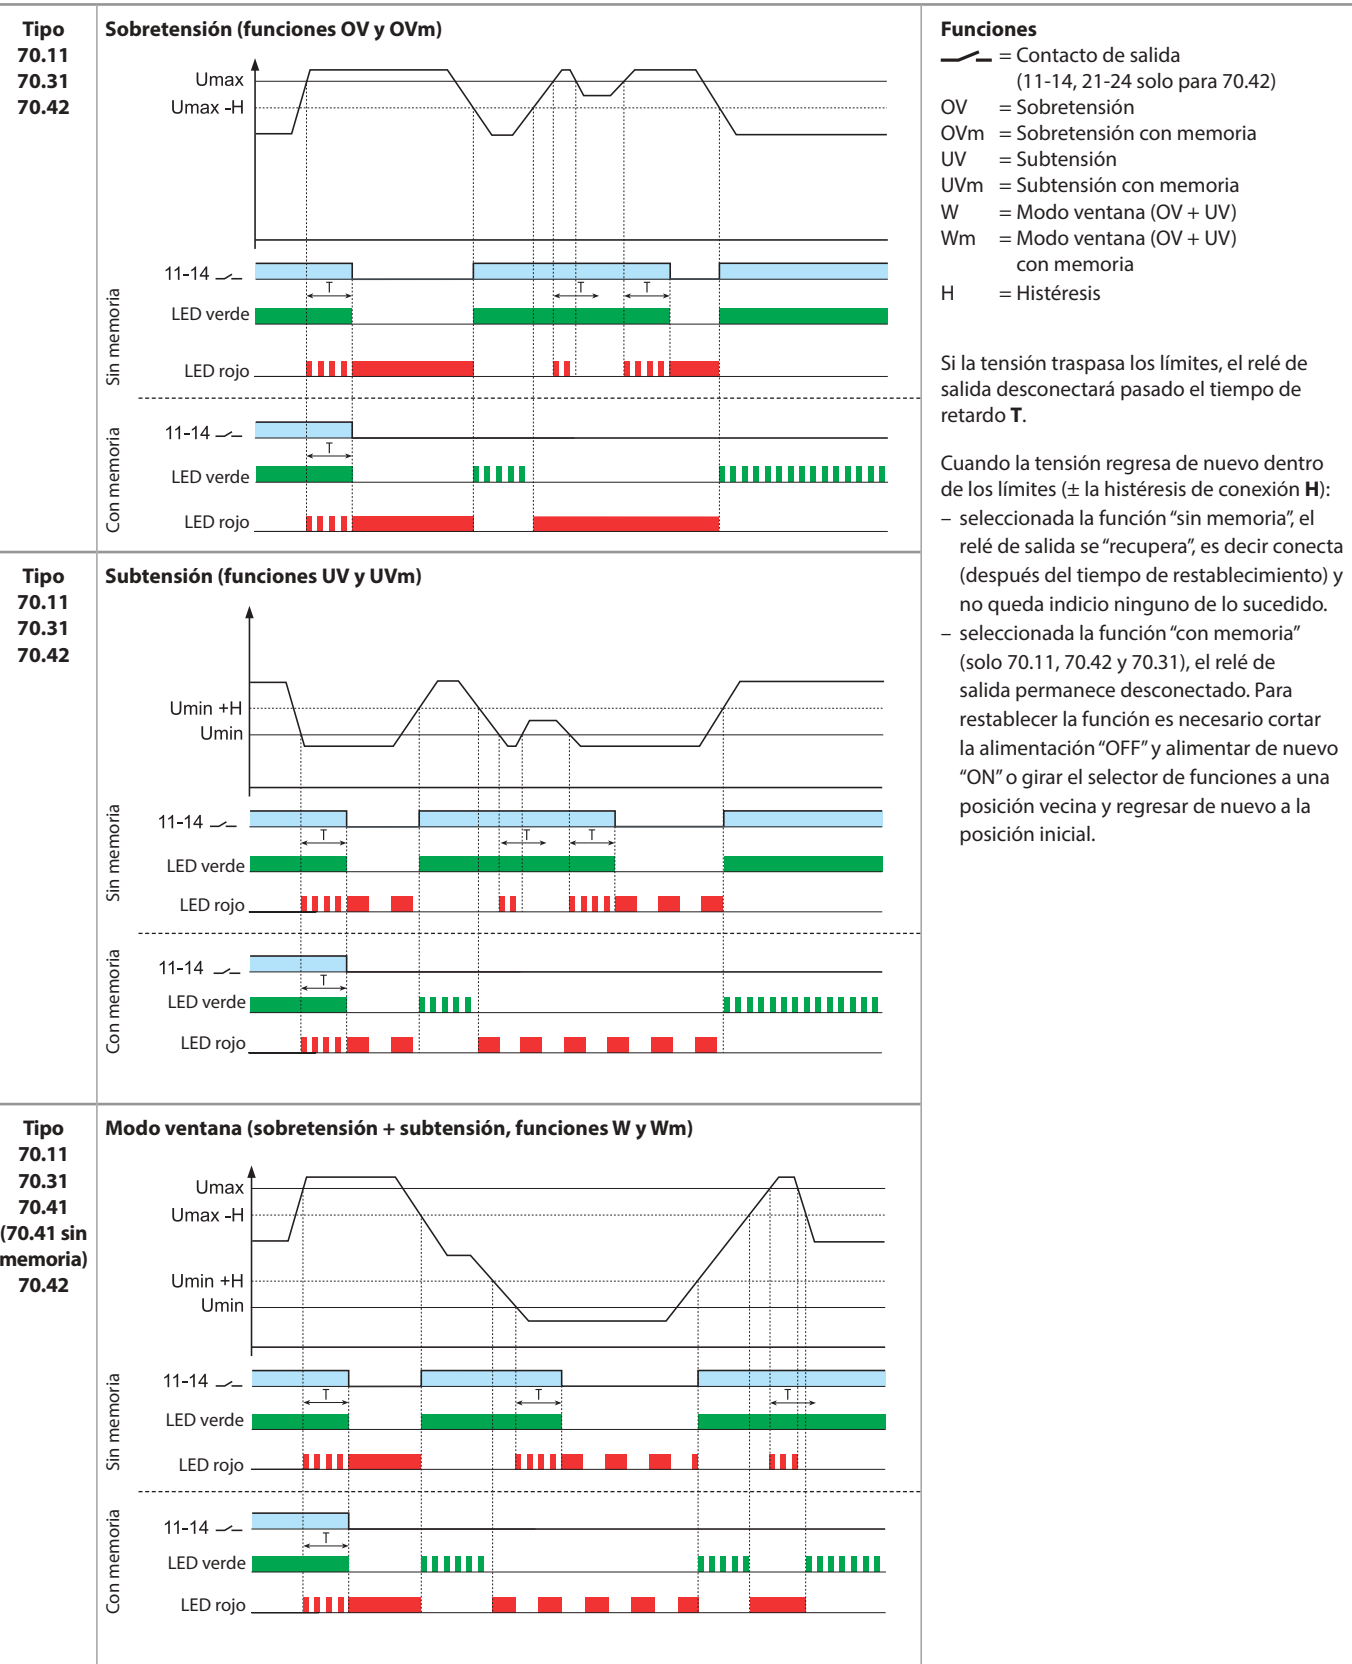 Tipo
70.11
70.31
70.42
Sobretensión (funciones OV y OVm)
Umax
Umax -H
Sin memoria
11-14
T
T
T
LED verde
LED rojo
Con memoria
11-14
T
LED verde
LED rojo
Tipo
70.11
70.31
70.42
Subtensión (funciones UV y UVm)
Umin +H
Umin
Sin memoria
11-14
T
T
T
LED verde
LED rojo
Con memoria
11-14
T
LED verde
LED rojo
Tipo
70.11
70.31
70.41
(70.41 sin
memoria)
70.42
Modo ventana (sobretensión + subtensión, funciones W y Wm)
Umax
Umax -H
Umin +H
Umin
Sin memoria
11-14
T
T
T
LED verde
LED rojo
Con memoria
11-14
T
LED verde
LED rojo
Funciones
= Contacto de salida
(11-14, 21-24 solo para 70.42)
OV = Sobretensión
OVm = Sobretensión con memoria
UV = Subtensión
UVm = Subtensión con memoria
W = Modo ventana (OV + UV)
Wm = Modo ventana (OV + UV)
con memoria
H = Histéresis
Si la tensión traspasa los límites, el relé de
salida desconectará pasado el tiempo de
retardo T.
Cuando la tensión regresa de nuevo dentro
de los límites (± la histéresis de conexión H):
– seleccionada la función “sin memoria”, el
relé de salida se “recupera”, es decir conecta
(después del tiempo de restablecimiento) y
no queda indicio ninguno de lo sucedido.
– seleccionada la función “con memoria”
(solo 70.11, 70.42 y 70.31), el relé de
salida permanece desconectado. Para
restablecer la función es necesario cortar
la alimentación “OFF” y alimentar de nuevo
“ON” o girar el selector de funciones a una
posición vecina y regresar de nuevo a la
posición inicial.